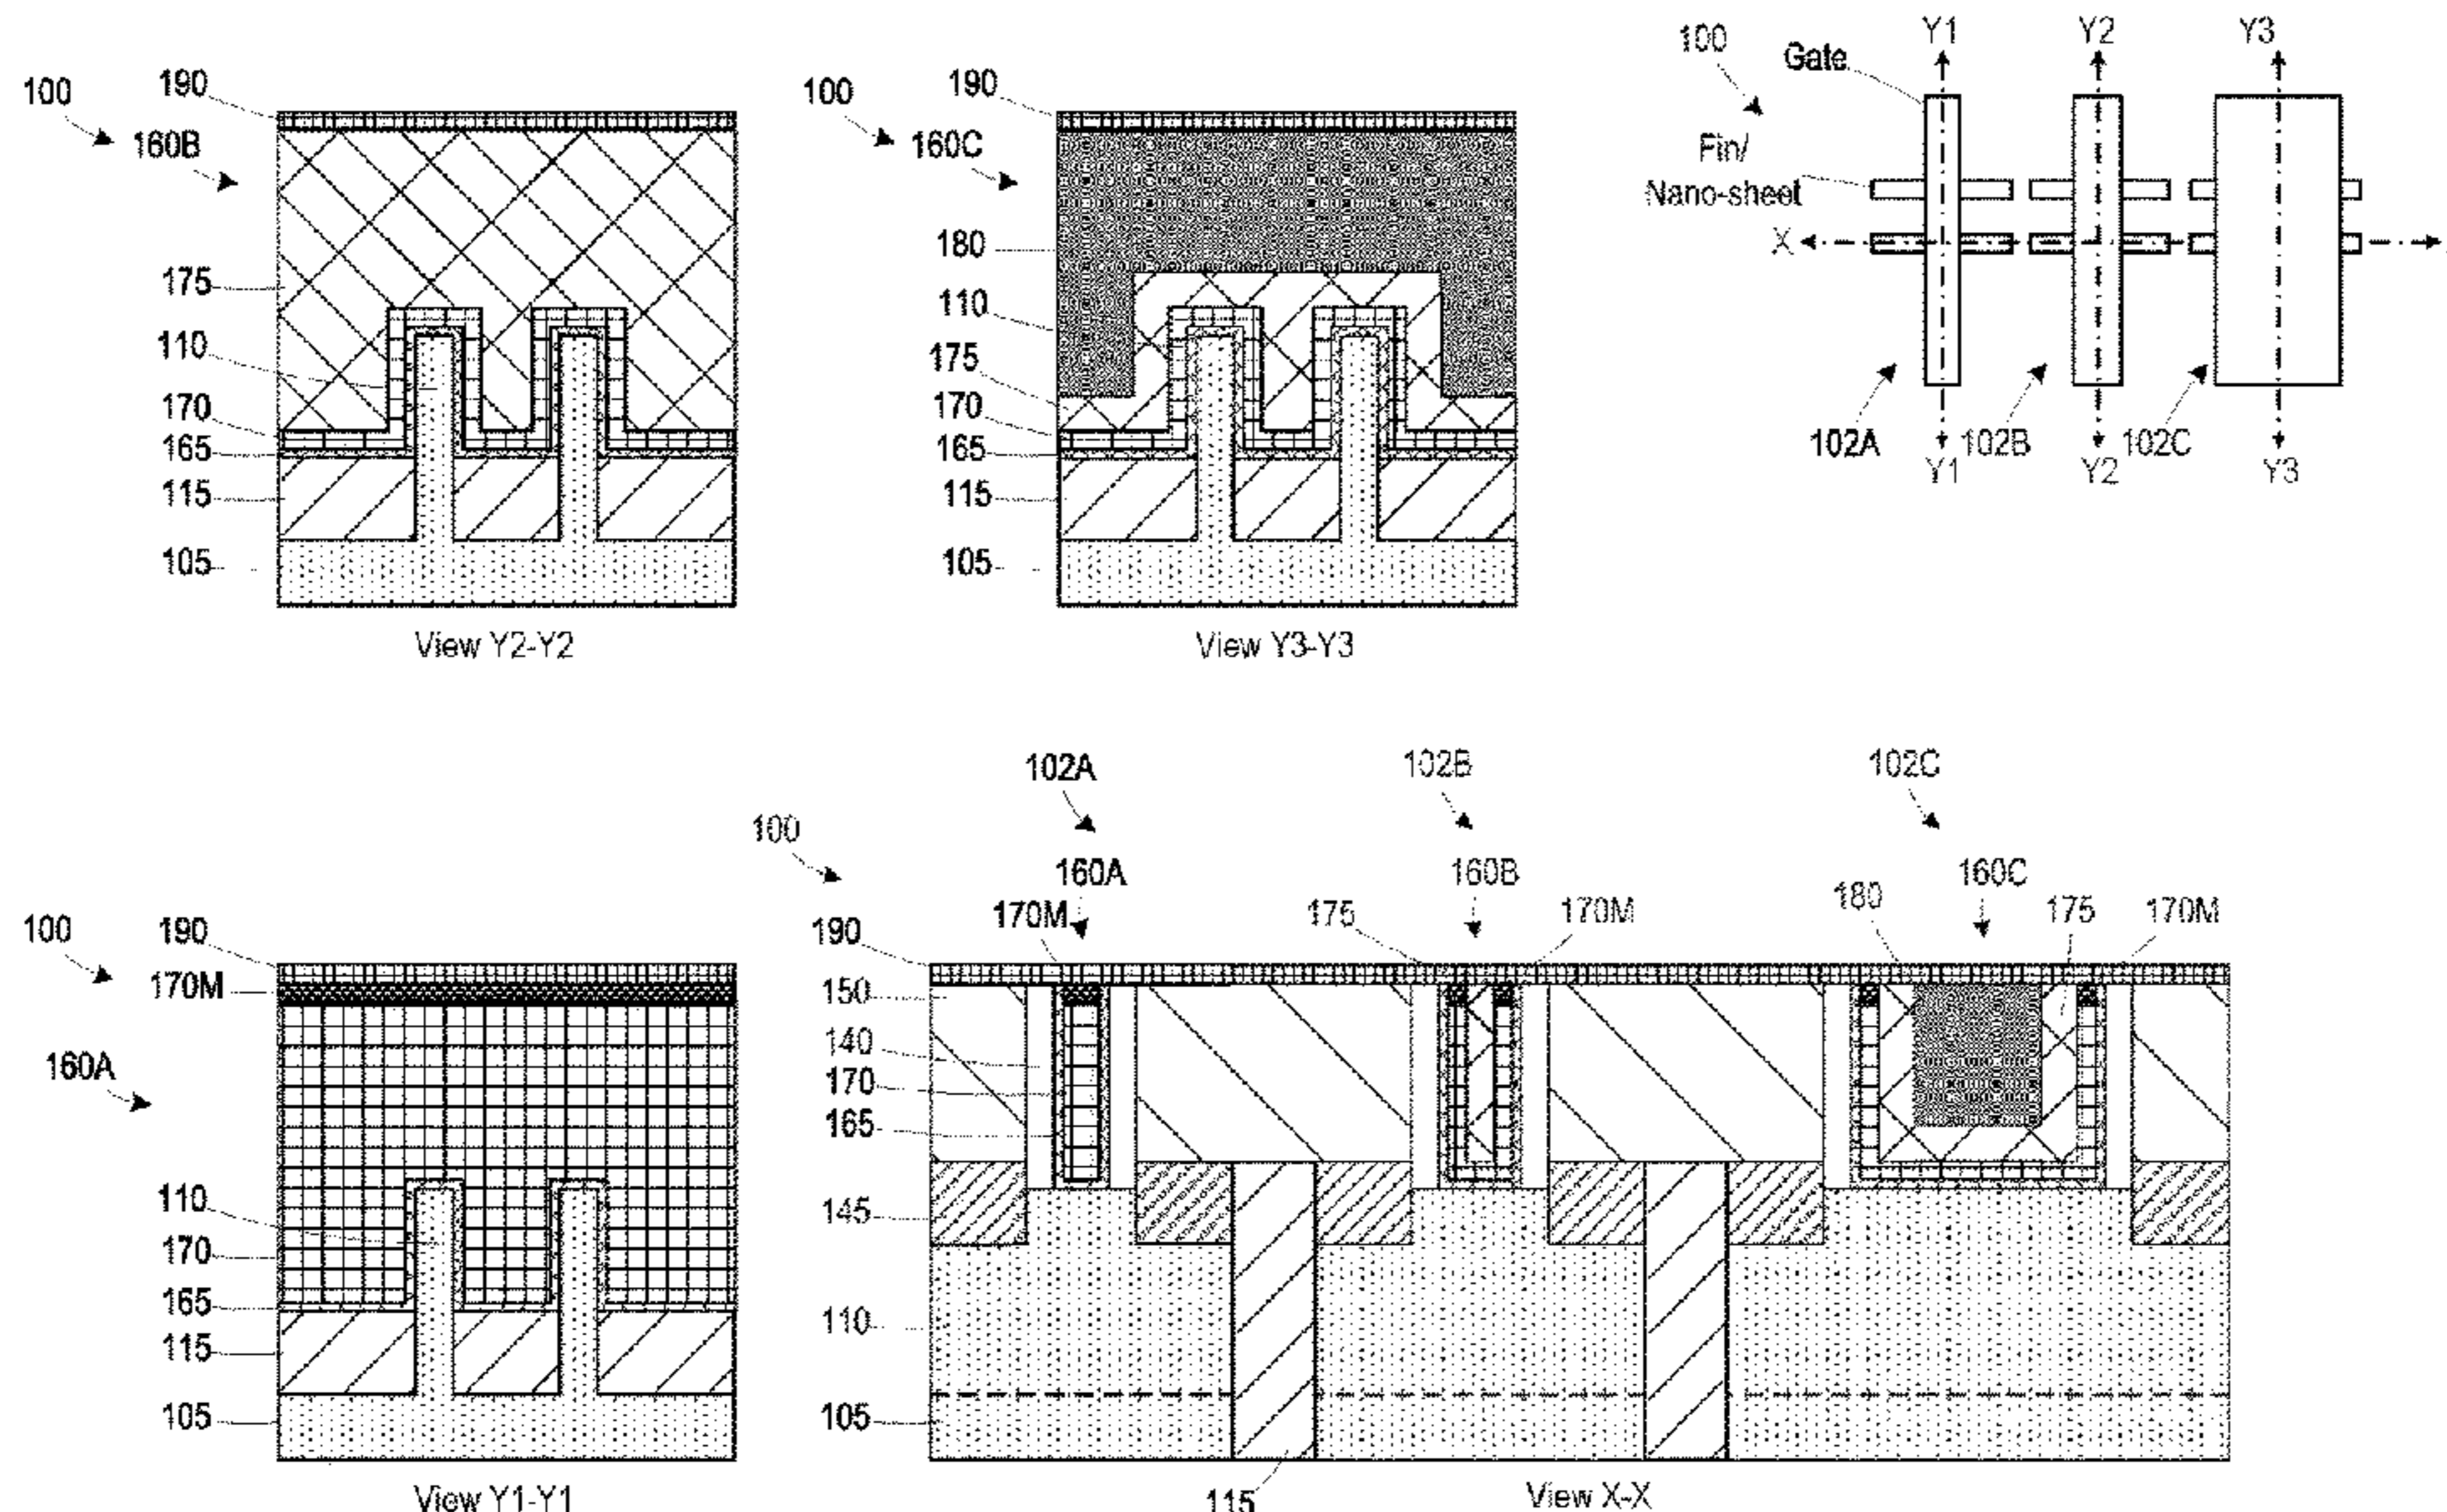 100
190
160B
175
110
170
165
115
105
View Y2-Y2
100
190
160C
180
110
175
170
165
115
105
View Y3-Y3
100
Gate
Fin/
Nano-sheet
Y1
Y2
Y3
X
102A
102B
102C
Y1
Y2
Y3
100
190
170M
160A
110
170
165
115
105
View Y1-Y1
102A
102B
102C
100
160A
160B
160C
190
170M
175
170M
180
175
170M
150
140
170
165
145
110
105
115
View X-X